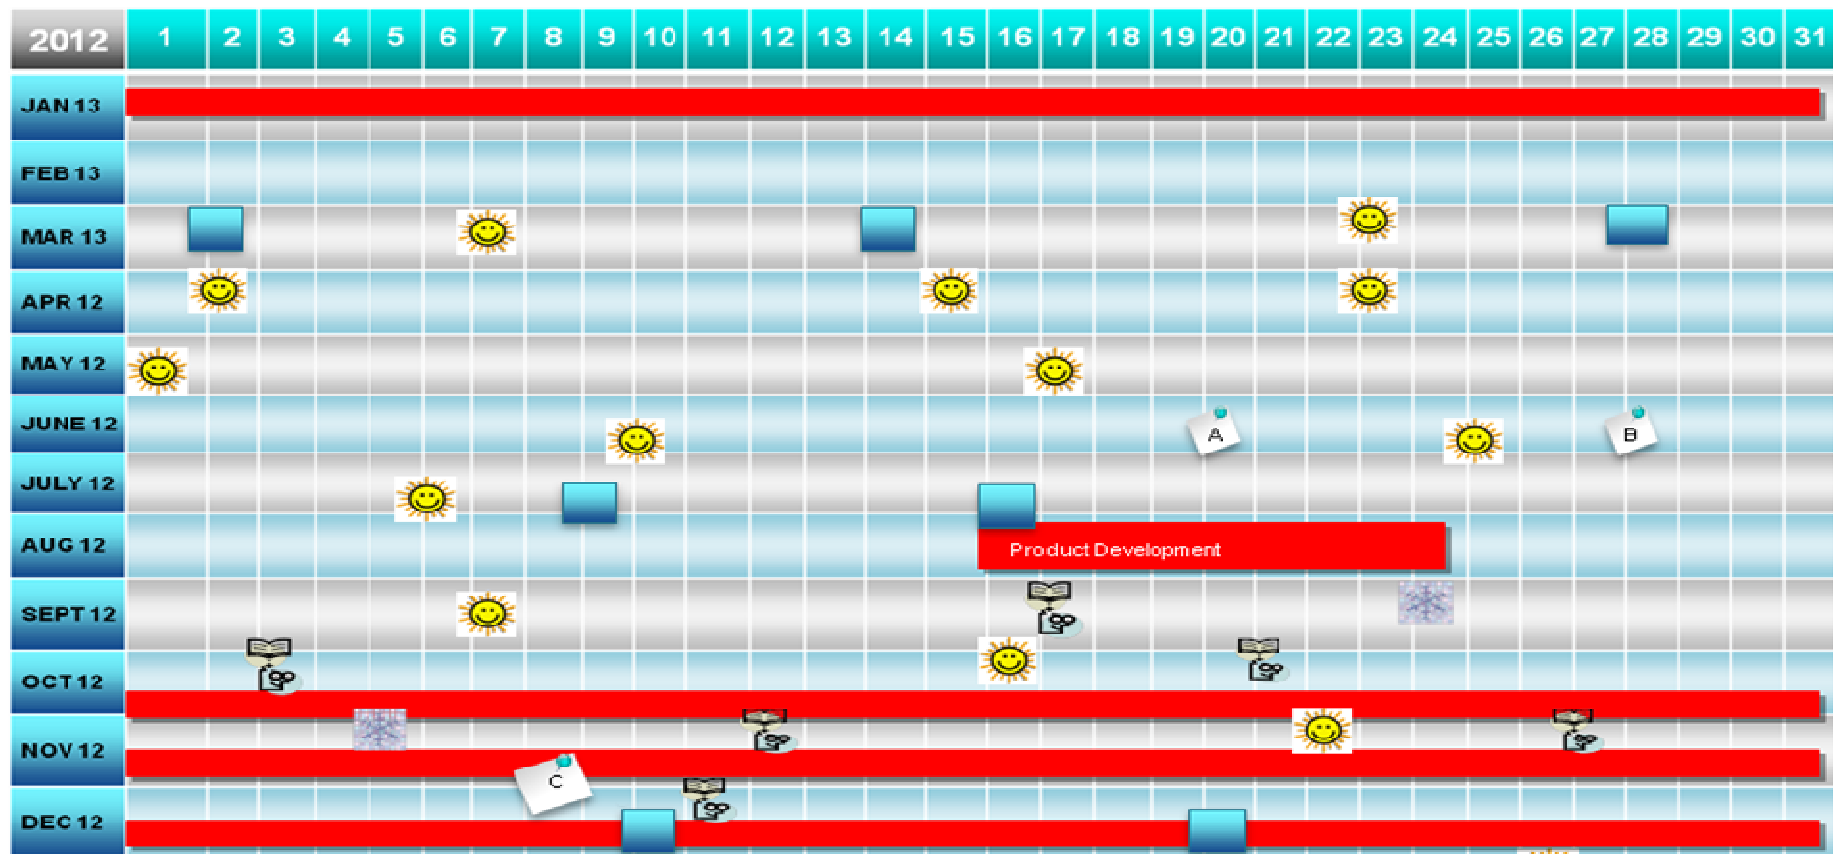 2012 1 2 3 4 5 6 7 8 9 10 11 12 13 14 15 16 17 18 19 20 21 22 23 24 25 26 27 28 29 30 31
JAN 13
FEB 13
MAR 13
APR 12
MAY 12
JUNE 12 A B
JULY 12
AUG 12 Product Development
SEPT 12
OCT 12
NOV 12
C
DEC 12